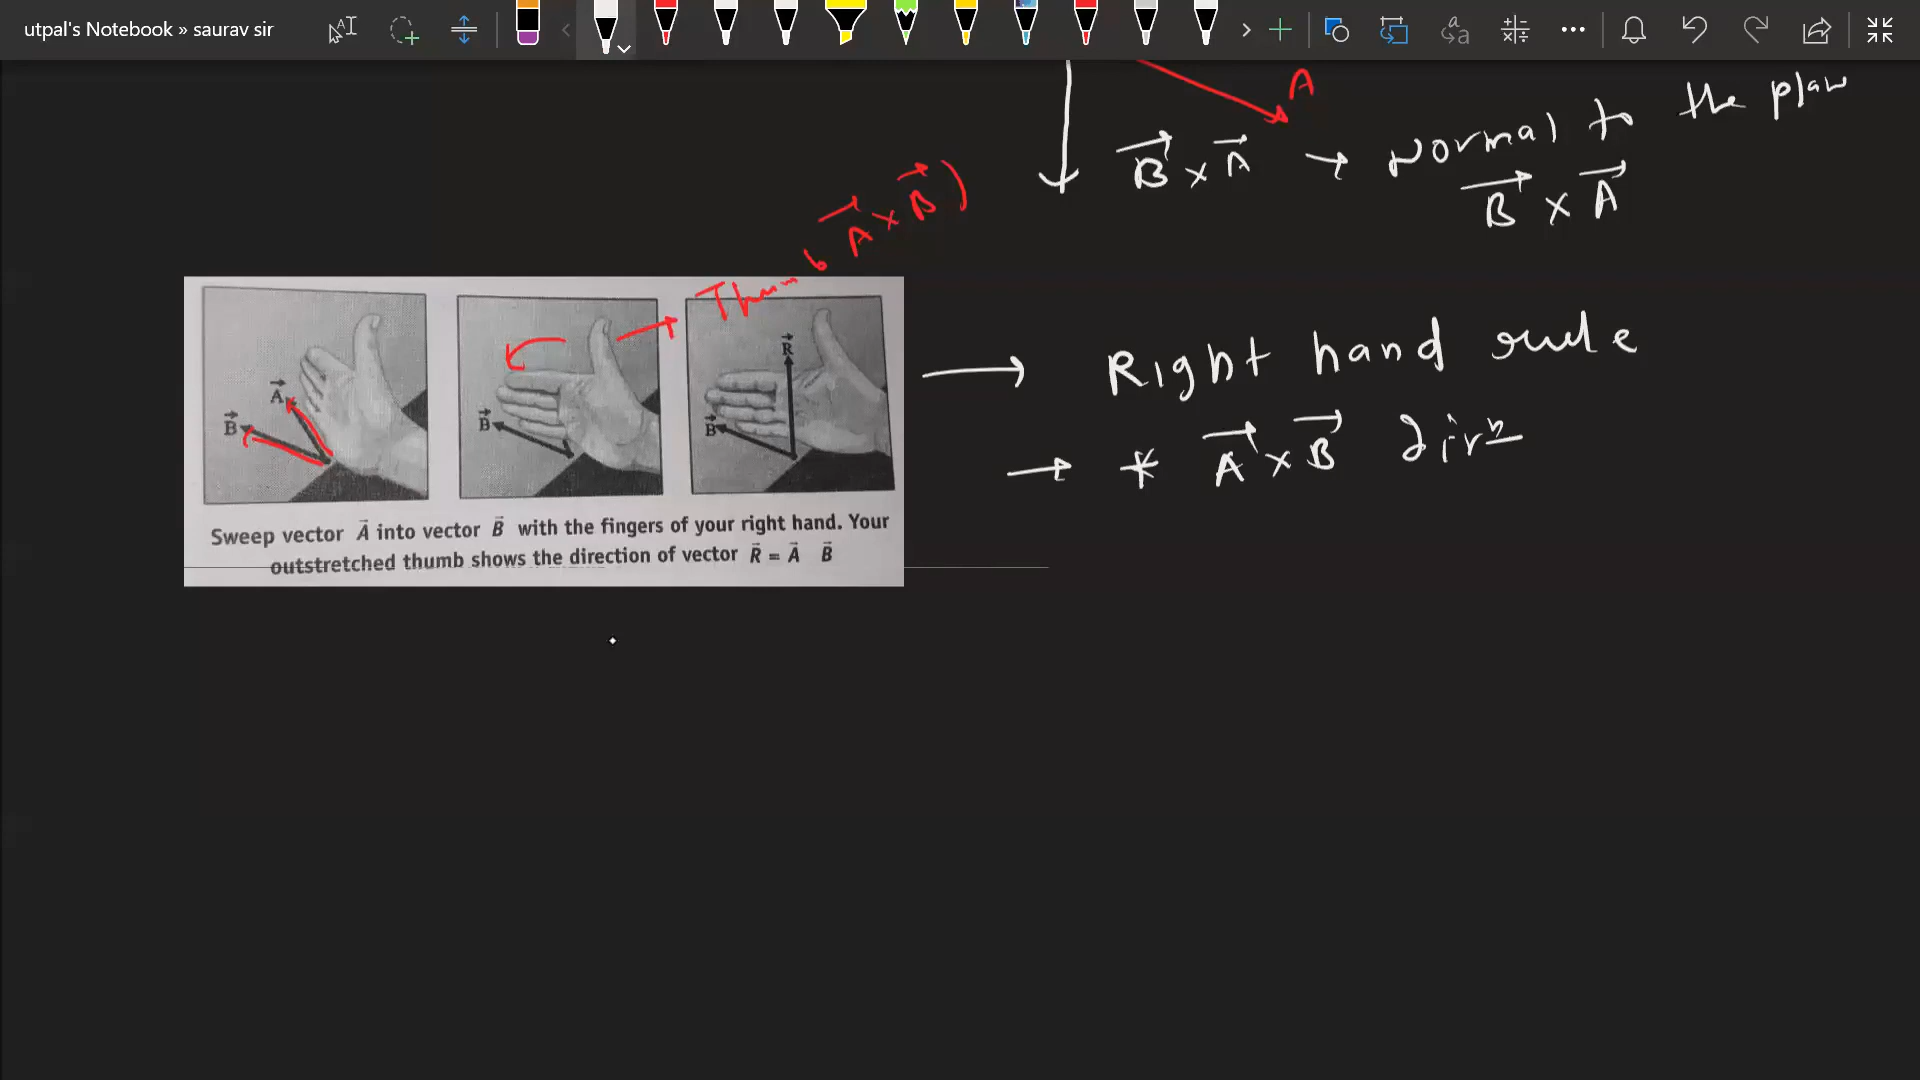 utpal's Notebook » saurav sir
A
B × A → Normal to the plan
B × A
A × B)
Thum
→ Right hand rule
→ * A × B dirn
A
B
B
R
B
Sweep vector A into vector B with the fingers of your right hand. Your
outstretched thumb shows the direction of vector R = A B